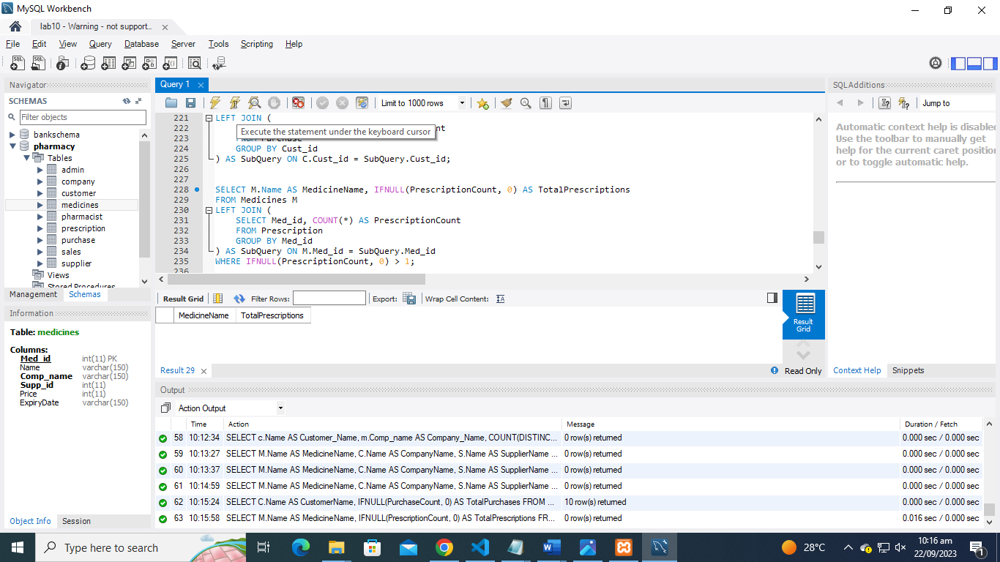 MySQL Workbench
lab10 - Warning - not support...
File Edit View Query Database Server Tools Scripting Help
Navigator
SCHEMAS
Filter objects
bankschema
pharmacy
Tables
admin
company
customer
medicines
pharmacist
prescription
purchase
sales
supplier
Views
Stored Procedures
Management Schemas
Information
Table: medicines
Columns:
Med_id int(11) PK
Name varchar(150)
Comp_name varchar(150)
Supp_id int(11)
Price int(11)
ExpiryDate varchar(150)
Object Info Session
Query 1
Limit to 1000 rows
221 LEFT JOIN (
222 nt
Execute the statement under the keyboard cursor
223 FROM Purchase
224 GROUP BY Cust_id
225 ) AS SubQuery ON C.Cust_id = SubQuery.Cust_id;
226
227
228 SELECT M.Name AS MedicineName, IFNULL(PrescriptionCount, 0) AS TotalPrescriptions
229 FROM Medicines M
230 LEFT JOIN (
231 SELECT Med_id, COUNT(*) AS PrescriptionCount
232 FROM Prescription
233 GROUP BY Med_id
234 ) AS SubQuery ON M.Med_id = SubQuery.Med_id
235 WHERE IFNULL(PrescriptionCount, 0) > 1;
236
Result Grid Filter Rows: Export: Wrap Cell Content:
MedicineName TotalPrescriptions
Result Grid
Result 29
Read Only
SQLAdditions
Jump to
Automatic context help is disabled.
Use the toolbar to manually get
help for the current caret position
or to toggle automatic help.
Context Help Snippets
Output
Action Output
Time Action Message Duration / Fetch
58 10:12:34 SELECT c.Name AS Customer_Name, m.Comp_name AS Company_Name, COUNT(DISTINC... 0 row(s) returned 0.000 sec / 0.000 sec
59 10:13:27 SELECT M.Name AS MedicineName, C.Name AS CompanyName, S.Name AS SupplierName ... 0 row(s) returned 0.000 sec / 0.000 sec
60 10:13:37 SELECT M.Name AS MedicineName, C.Name AS CompanyName, S.Name AS SupplierName ... 0 row(s) returned 0.000 sec / 0.000 sec
61 10:14:59 SELECT M.Name AS MedicineName, C.Name AS CompanyName, S.Name AS SupplierName ... 0 row(s) returned 0.000 sec / 0.000 sec
62 10:15:24 SELECT C.Name AS CustomerName, IFNULL(PurchaseCount, 0) AS TotalPurchases FROM ... 10 row(s) returned 0.000 sec / 0.000 sec
63 10:15:58 SELECT M.Name AS MedicineName, IFNULL(PrescriptionCount, 0) AS TotalPrescriptions FR... 0 row(s) returned 0.016 sec / 0.000 sec
Type here to search
28°C
10:16 am
22/09/2023
1